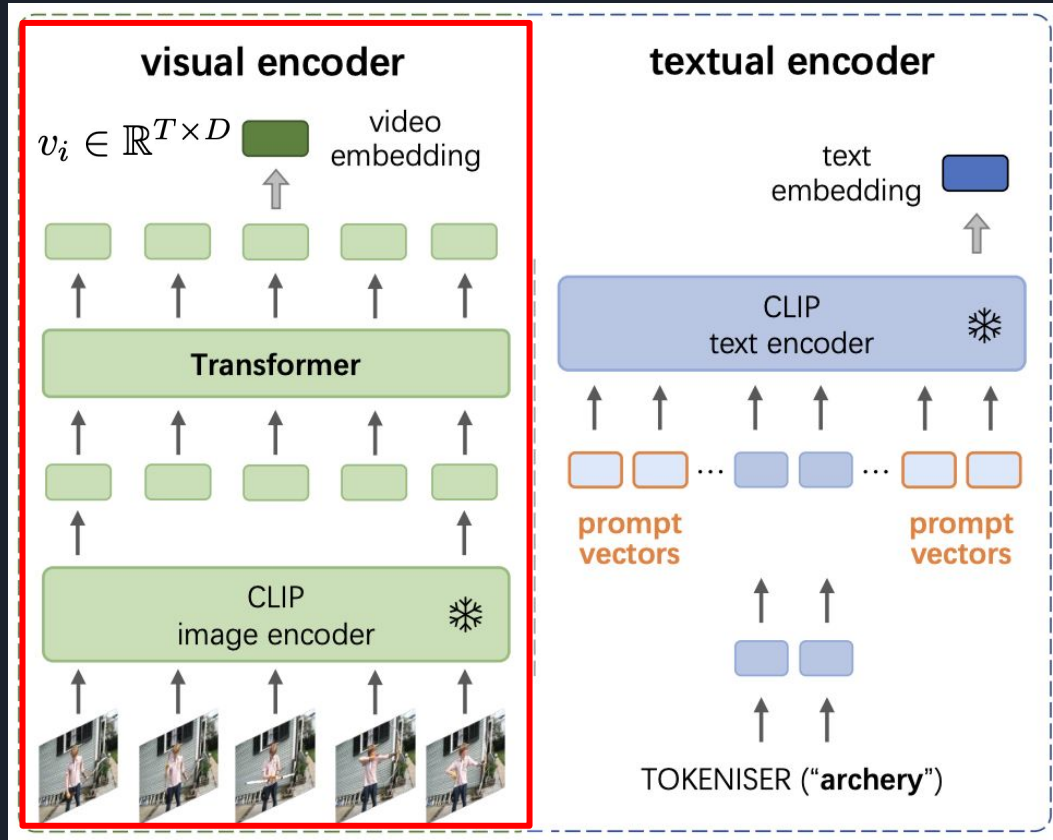 visual encoder
v_i ∈ ℝ^{T×D}
video
embedding
Transformer
CLIP
image encoder
textual encoder
text
embedding
CLIP
text encoder
... ...
prompt
vectors
prompt
vectors
TOKENISER (“archery”)